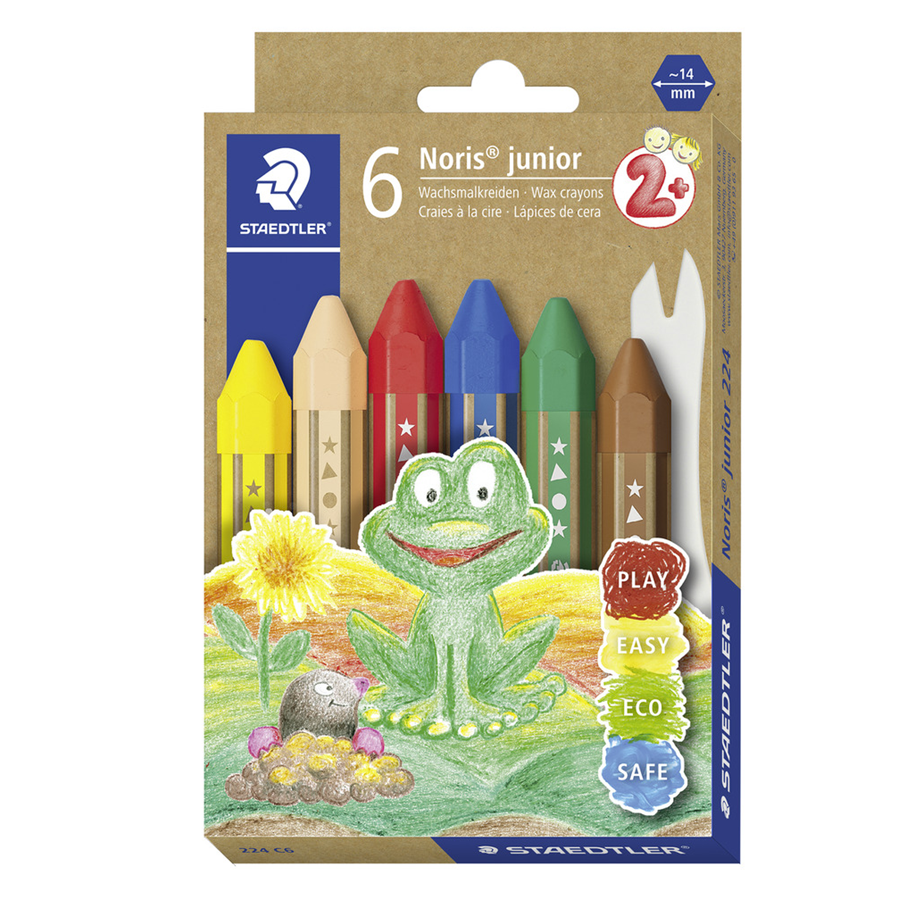 ~14
mm
STAEDTLER®
6
Noris® junior
Wachsmalkreiden · Wax crayons
Craies à la cire · Lápices de cera
2+
PLAY
EASY
ECO
SAFE
Noris® junior 224
STAEDTLER®
224 C6
STAEDTLER®